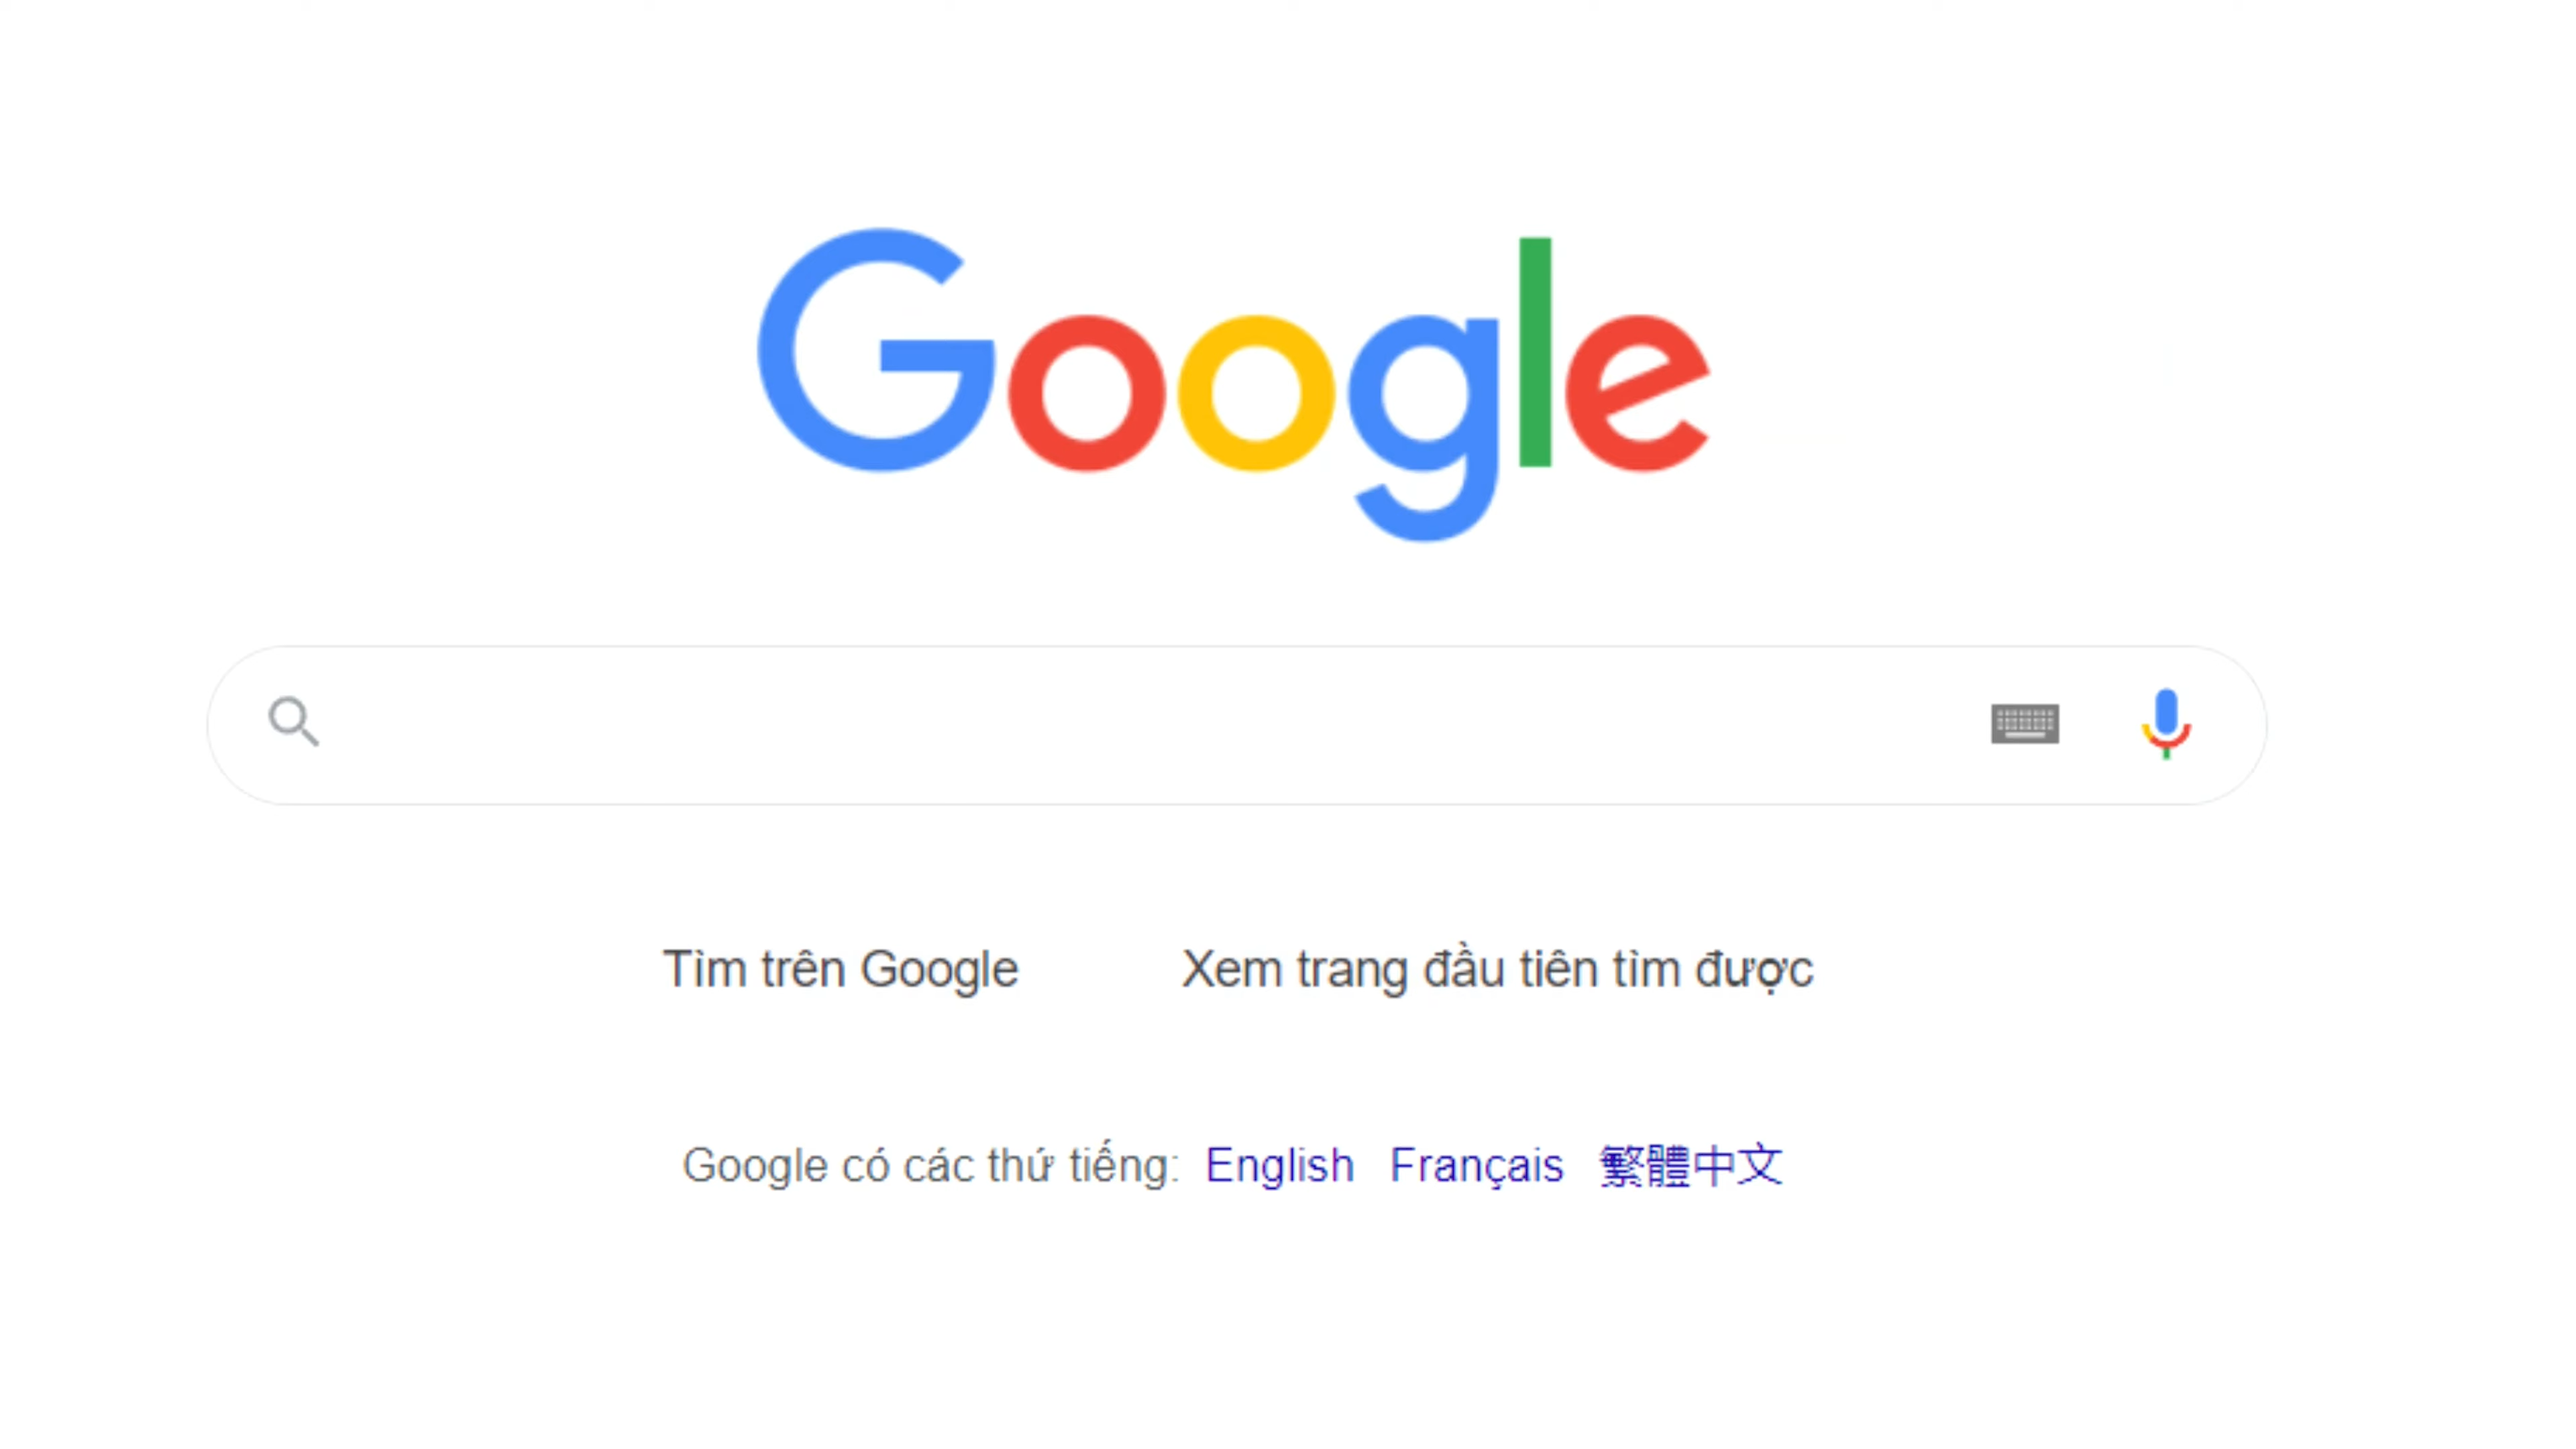 Google
Tìm trên Google Xem trang đầu tiên tìm được
Google có các thứ tiếng: English Français 繁體中文